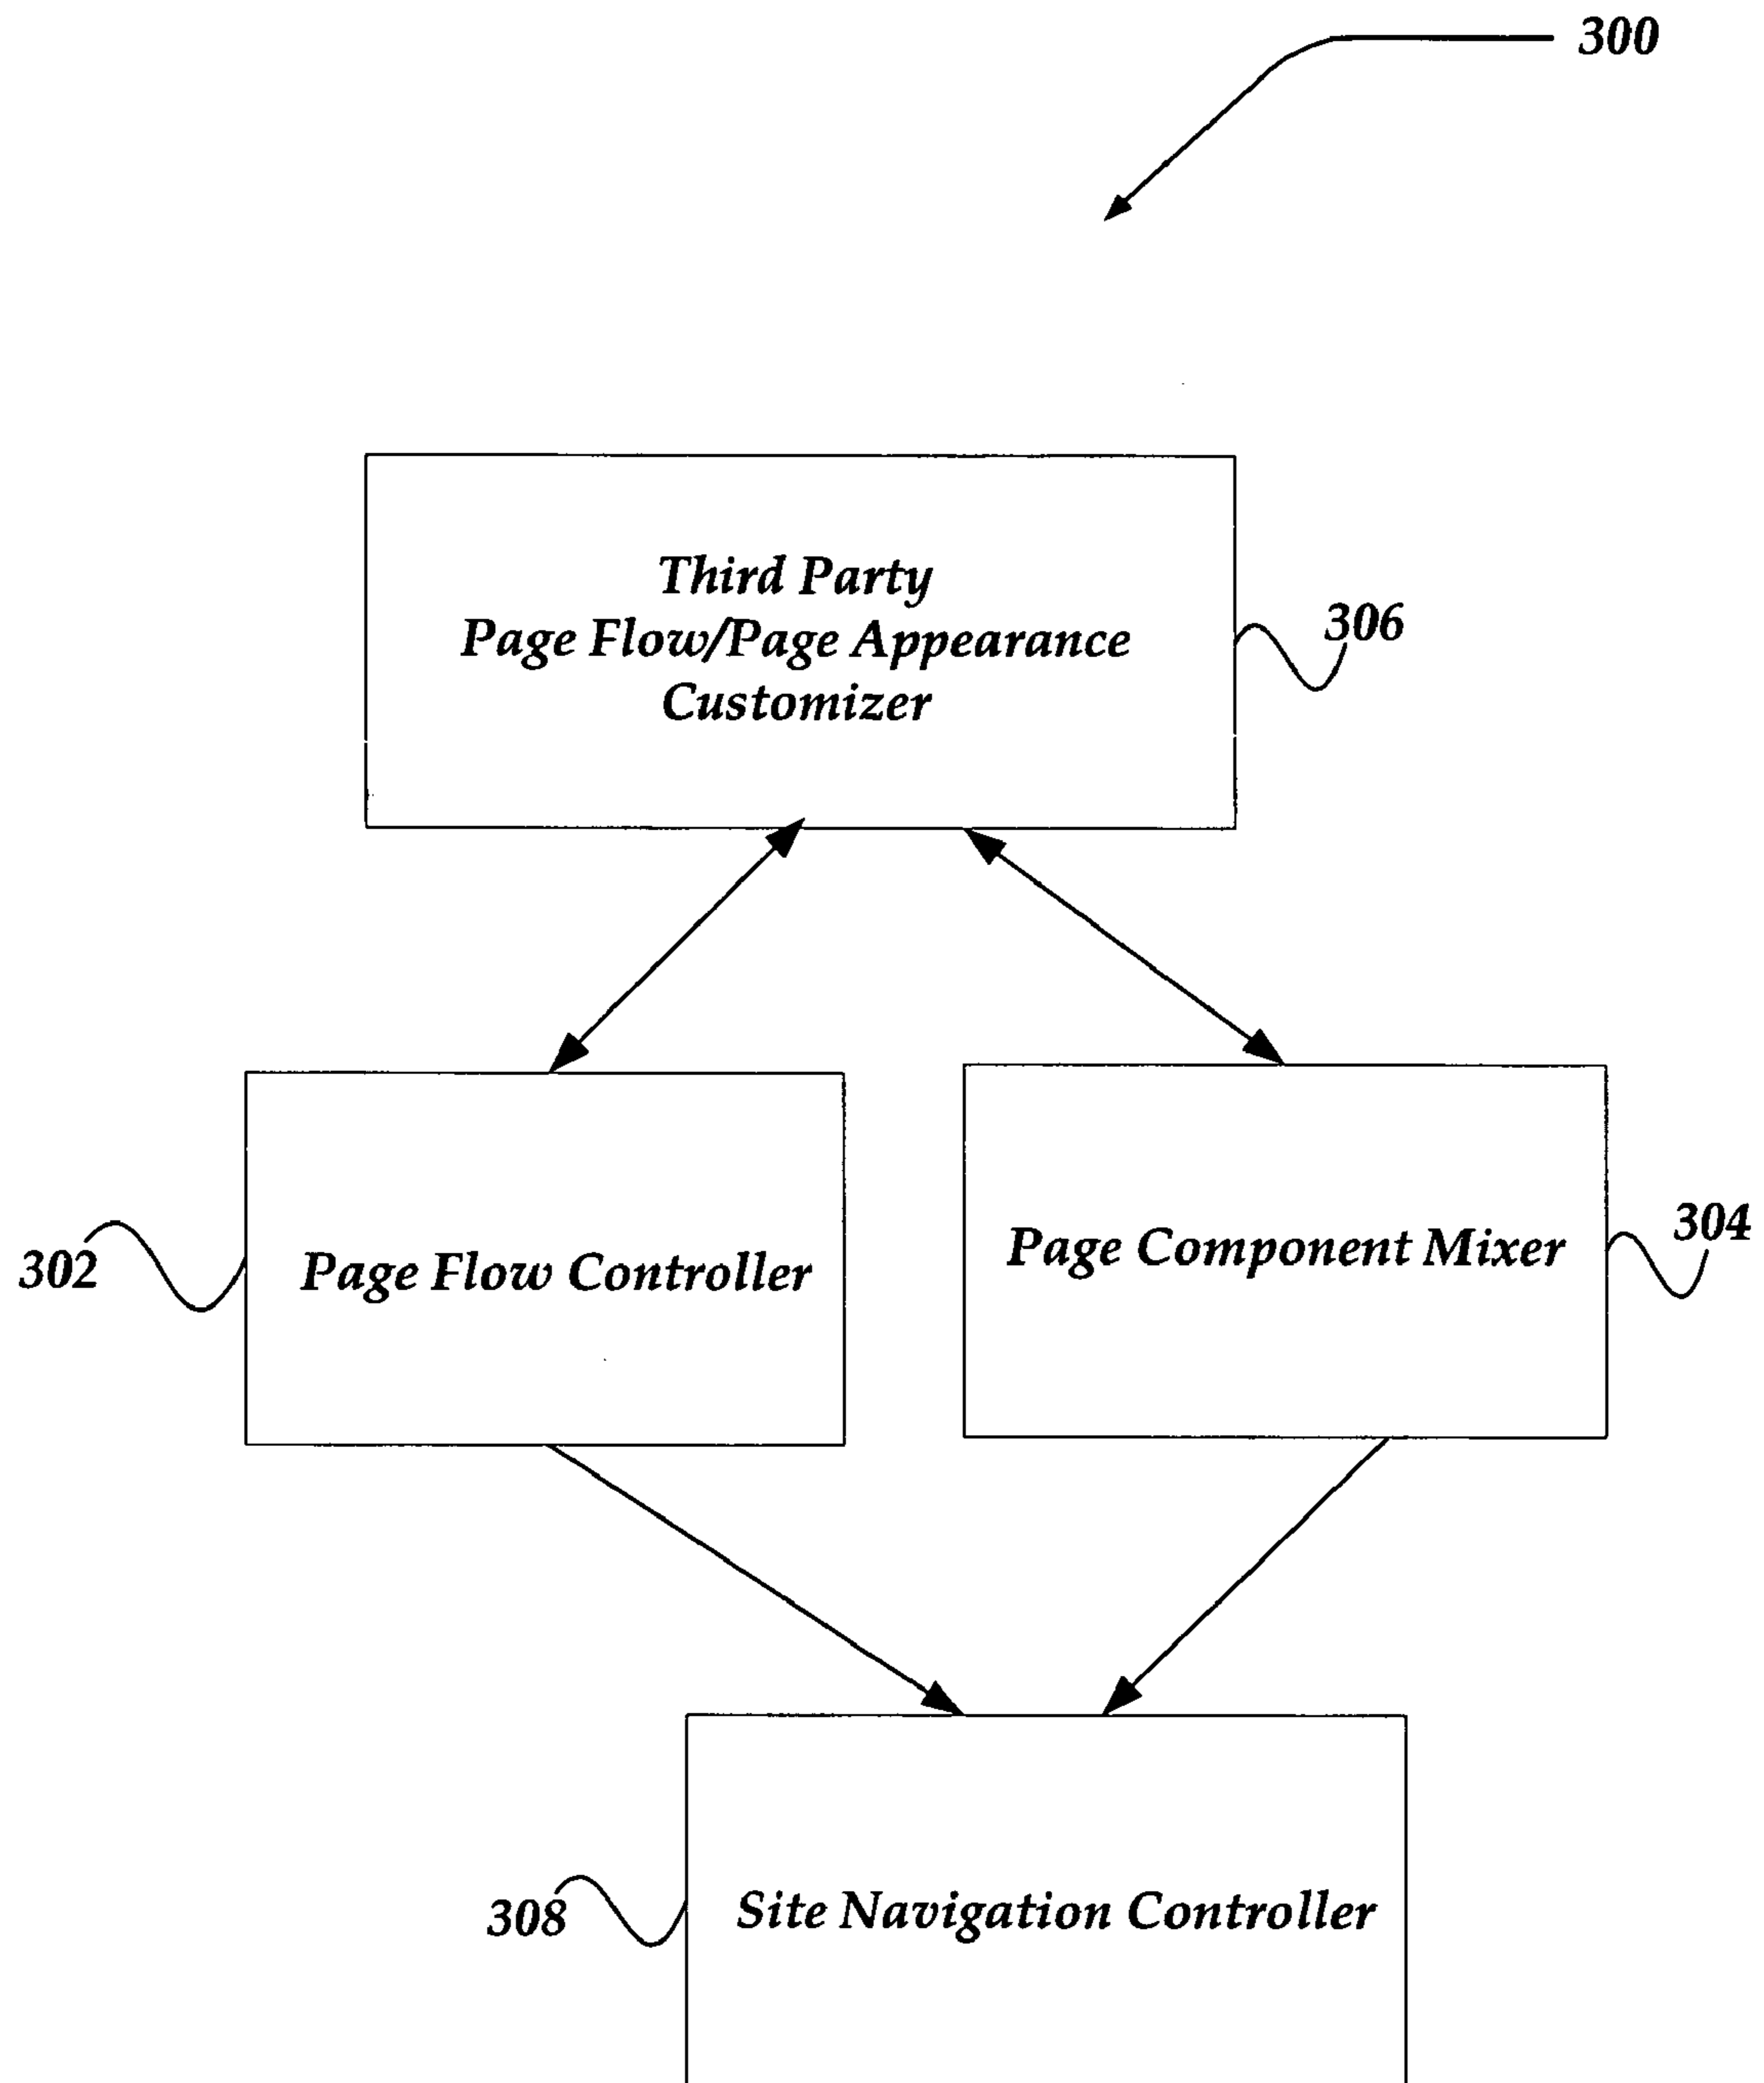 300
Third Party
Page Flow/Page Appearance
Customizer
306
302
Page Flow Controller
Page Component Mixer
304
308
Site Navigation Controller